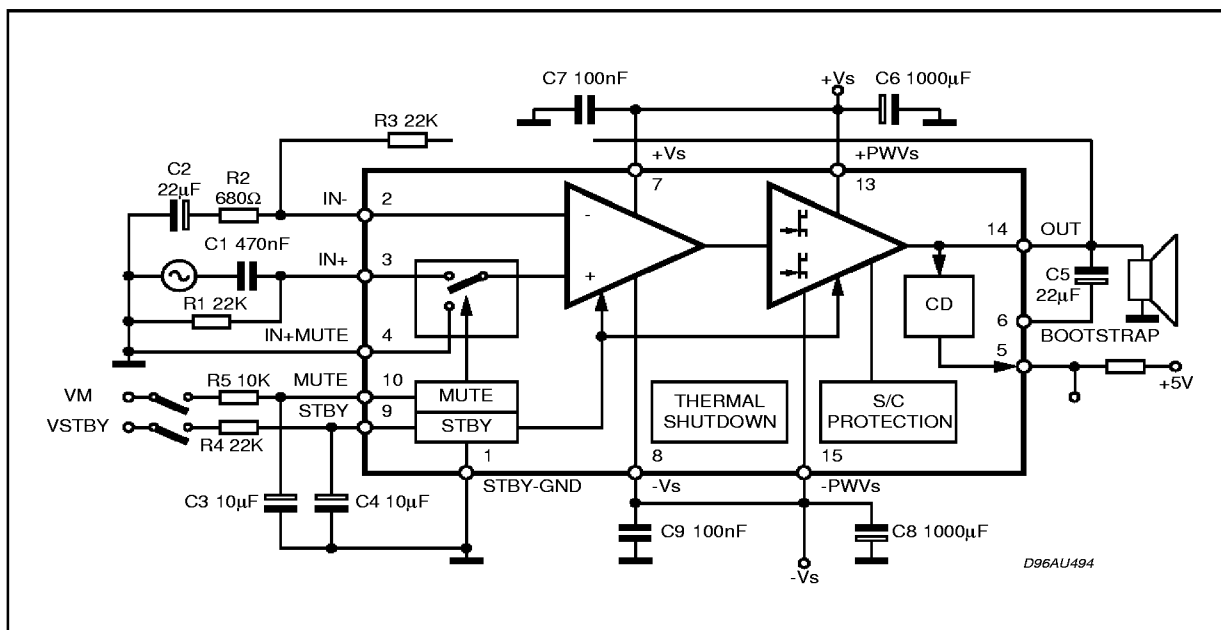 C7 100nF
+Vs
C6 1000µF
R3 22K
+Vs
+PWVs
C2
22µF
R2
680Ω
IN-
2
7
13
-
C1 470nF
IN+
3
14
OUT
+
C5
22µF
R1 22K
CD
6
IN+MUTE
4
BOOTSTRAP
5
+5V
VM
R5 10K
MUTE
10
MUTE
THERMAL
SHUTDOWN
S/C
PROTECTION
VSTBY
R4 22K
STBY
9
STBY
1
8
15
STBY-GND
-Vs
-PWVs
C3 10µF
C4 10µF
C9 100nF
C8 1000µF
-Vs
D96AU494